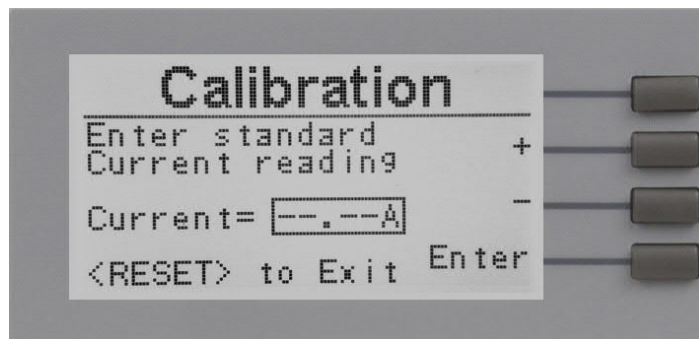 Calibration
Enter standard
Current reading
+
Current= --.--A
-
<RESET> to Exit
Enter